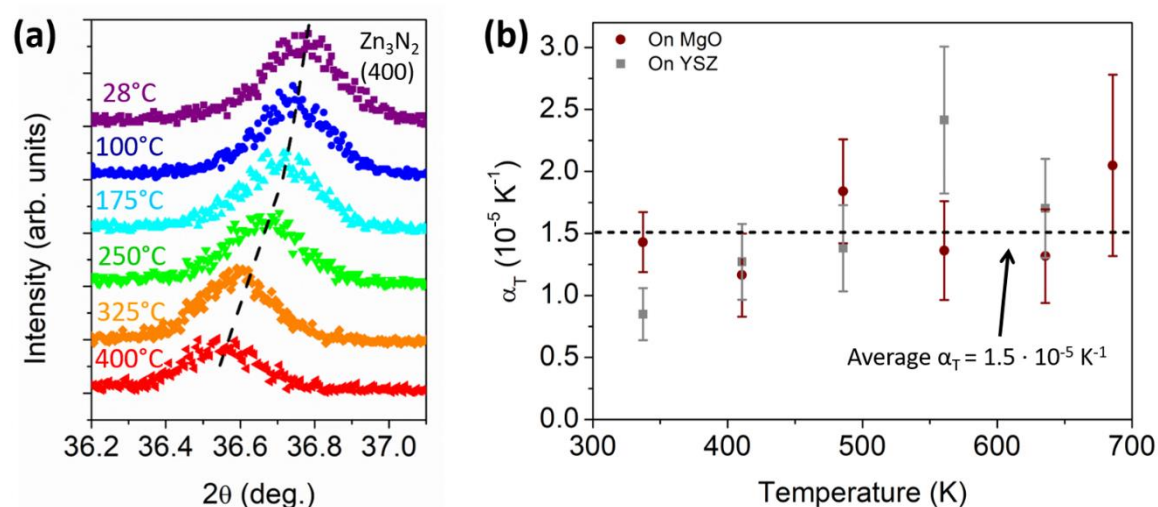 (a)
Zn₃N₂
(400)
28°C
100°C
175°C
250°C
325°C
400°C
Intensity (arb. units)
36.2 36.4 36.6 36.8 37.0
2θ (deg.)
(b)
On MgO
On YSZ
3.0
2.5
2.0
1.5
1.0
0.5
0.0
αT (10⁻⁵ K⁻¹)
Average αT = 1.5 · 10⁻⁵ K⁻¹
300 400 500 600 700
Temperature (K)